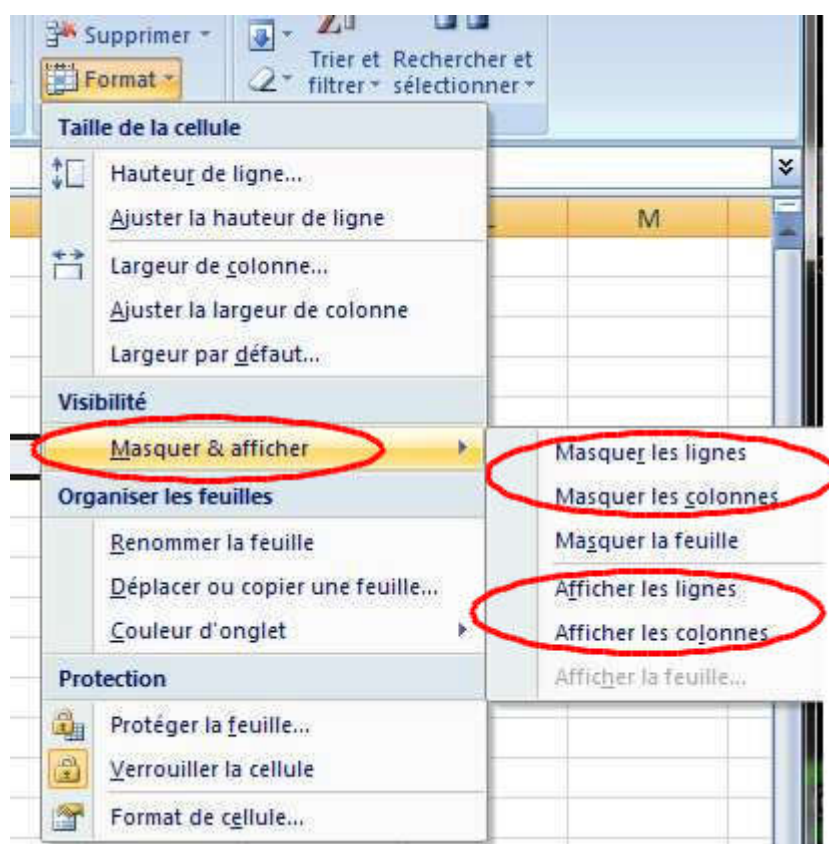 Supprimer
Format
Trier et
filtrer
Rechercher et
sélectionner
Taille de la cellule
Hauteur de ligne...
Ajuster la hauteur de ligne
Largeur de colonne...
Ajuster la largeur de colonne
Largeur par défaut...
Visibilité
Masquer & afficher
Organiser les feuilles
Renommer la feuille
Déplacer ou copier une feuille...
Couleur d'onglet
Protection
Protéger la feuille...
Verrouiller la cellule
Format de cellule...
M
Masquer les lignes
Masquer les colonnes
Masquer la feuille
Afficher les lignes
Afficher les colonnes
Afficher la feuille...